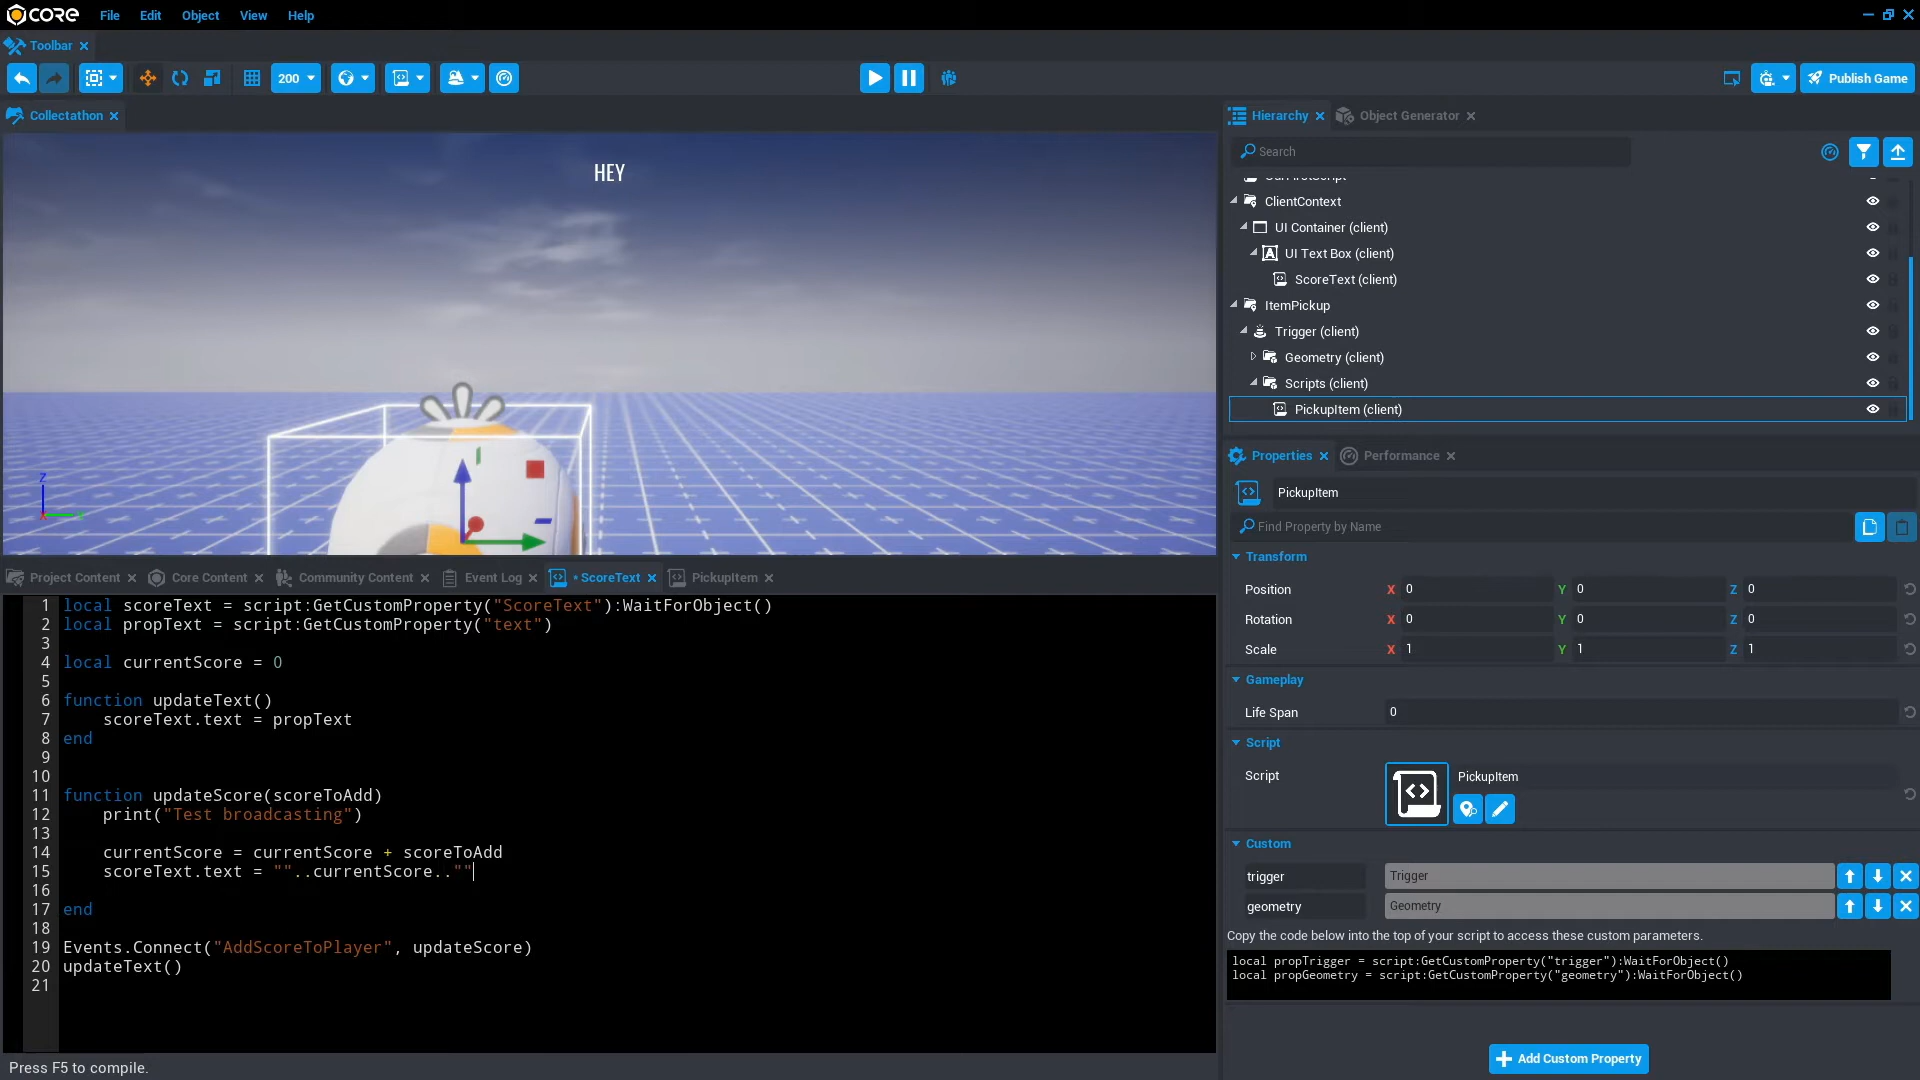 CORE File Edit Object View Help
Toolbar
200
Publish Game
Collectathon
HEY
Z
X
Hierarchy
Object Generator
Search
ClientContext
UI Container (client)
UI Text Box (client)
ScoreText (client)
ItemPickup
Trigger (client)
Geometry (client)
Scripts (client)
PickupItem (client)
Properties
Performance
PickupItem
Find Property by Name
Transform
Position X 0 Y 0 Z 0
Rotation X 0 Y 0 Z 0
Scale X 1 Y 1 Z 1
Gameplay
Life Span 0
Script
Script PickupItem
Custom
trigger Trigger
geometry Geometry
Copy the code below into the top of your script to access these custom parameters.
local propTrigger = script:GetCustomProperty("trigger"):WaitForObject()
local propGeometry = script:GetCustomProperty("geometry"):WaitForObject()
Add Custom Property
Project Content
Core Content
Community Content
Event Log
* ScoreText
PickupItem
1 local scoreText = script:GetCustomProperty("ScoreText"):WaitForObject()
2 local propText = script:GetCustomProperty("text")
3
4 local currentScore = 0
5
6 function updateText()
7 scoreText.text = propText
8 end
9
10
11 function updateScore(scoreToAdd)
12 print("Test broadcasting")
13
14 currentScore = currentScore + scoreToAdd
15 scoreText.text = ""..currentScore..""
16
17 end
18
19 Events.Connect("AddScoreToPlayer", updateScore)
20 updateText()
21
Press F5 to compile.